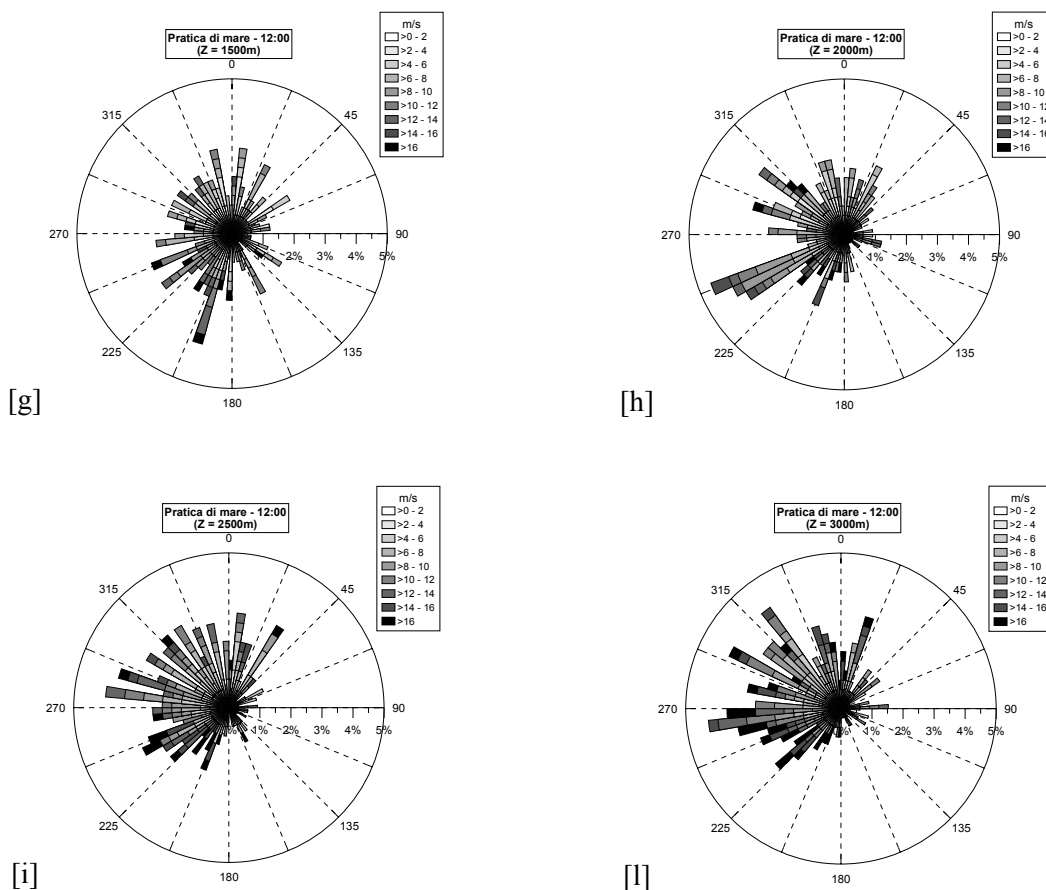 Pratica di mare - 12:00
(Z = 1500m)
m/s
>0 - 2
>2 - 4
>4 - 6
>6 - 8
>8 - 10
>10 - 12
>12 - 14
>14 - 16
>16
0
45
90
135
180
225
270
315
2%
3%
4%
5%
[g]
Pratica di mare - 12:00
(Z = 2000m)
m/s
>0 - 2
>2 - 4
>4 - 6
>6 - 8
>8 - 10
>10 - 12
>12 - 14
>14 - 16
>16
0
45
90
135
180
225
270
315
1%
2%
3%
4%
5%
[h]
Pratica di mare - 12:00
(Z = 2500m)
m/s
>0 - 2
>2 - 4
>4 - 6
>6 - 8
>8 - 10
>10 - 12
>12 - 14
>14 - 16
>16
0
45
90
135
180
225
270
315
1%
2%
3%
4%
5%
[i]
Pratica di mare - 12:00
(Z = 3000m)
m/s
>0 - 2
>2 - 4
>4 - 6
>6 - 8
>8 - 10
>10 - 12
>12 - 14
>14 - 16
>16
0
45
90
135
180
225
270
315
0%
1%
2%
3%
4%
5%
[l]